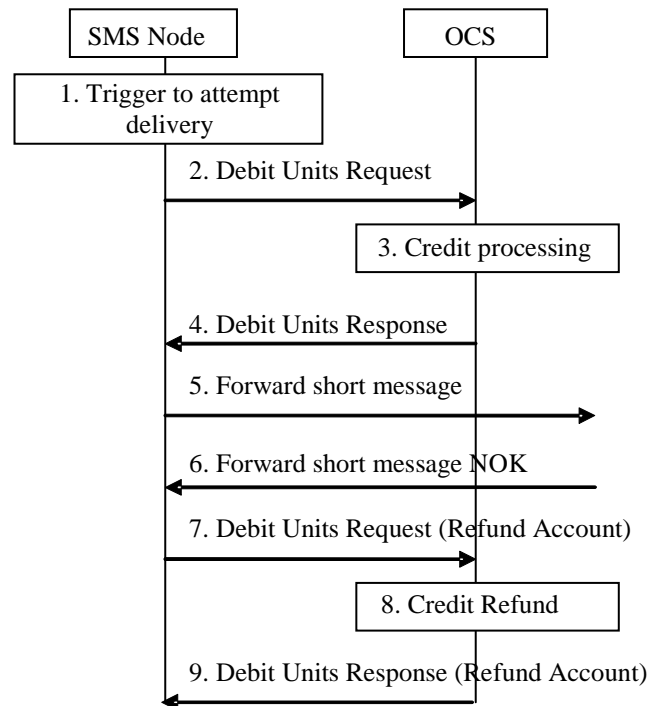 SMS Node
OCS
1. Trigger to attempt
delivery
2. Debit Units Request
3. Credit processing
4. Debit Units Response
5. Forward short message
6. Forward short message NOK
7. Debit Units Request (Refund Account)
8. Credit Refund
9. Debit Units Response (Refund Account)